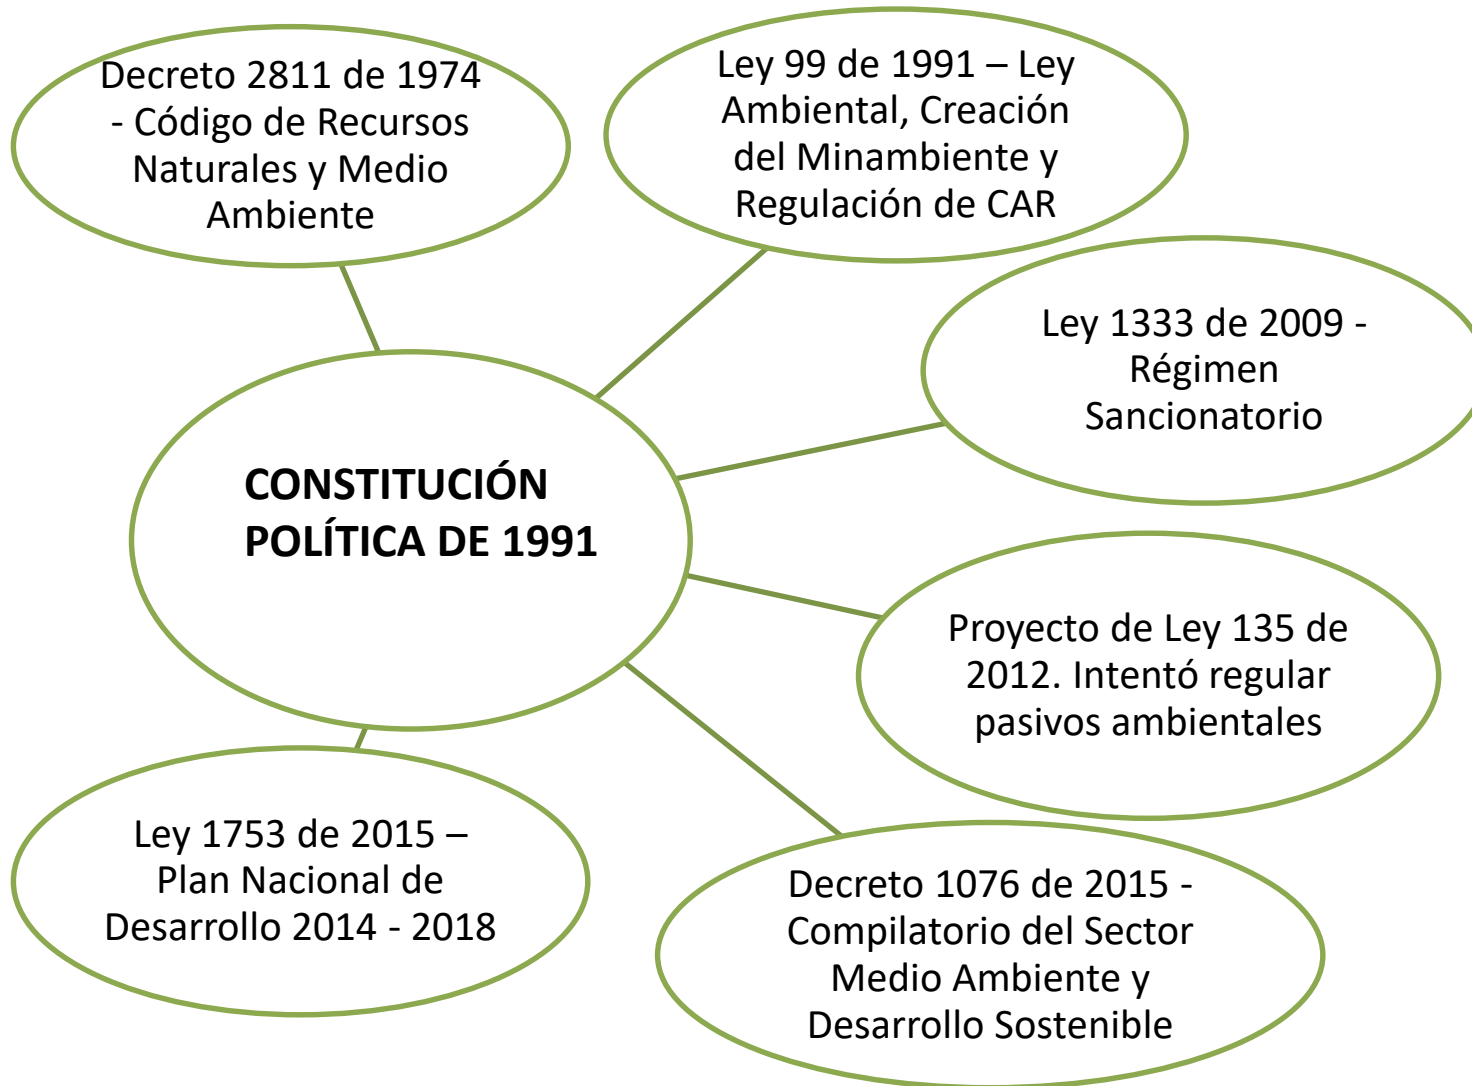 Decreto 2811 de 1974
- Código de Recursos
Naturales y Medio
Ambiente
Ley 99 de 1991 – Ley
Ambiental, Creación
del Minambiente y
Regulación de CAR
Ley 1333 de 2009 -
Régimen
Sancionatorio
CONSTITUCIÓN
POLÍTICA DE 1991
Proyecto de Ley 135 de
2012. Intentó regular
pasivos ambientales
Ley 1753 de 2015 –
Plan Nacional de
Desarrollo 2014 - 2018
Decreto 1076 de 2015 -
Compilatorio del Sector
Medio Ambiente y
Desarrollo Sostenible